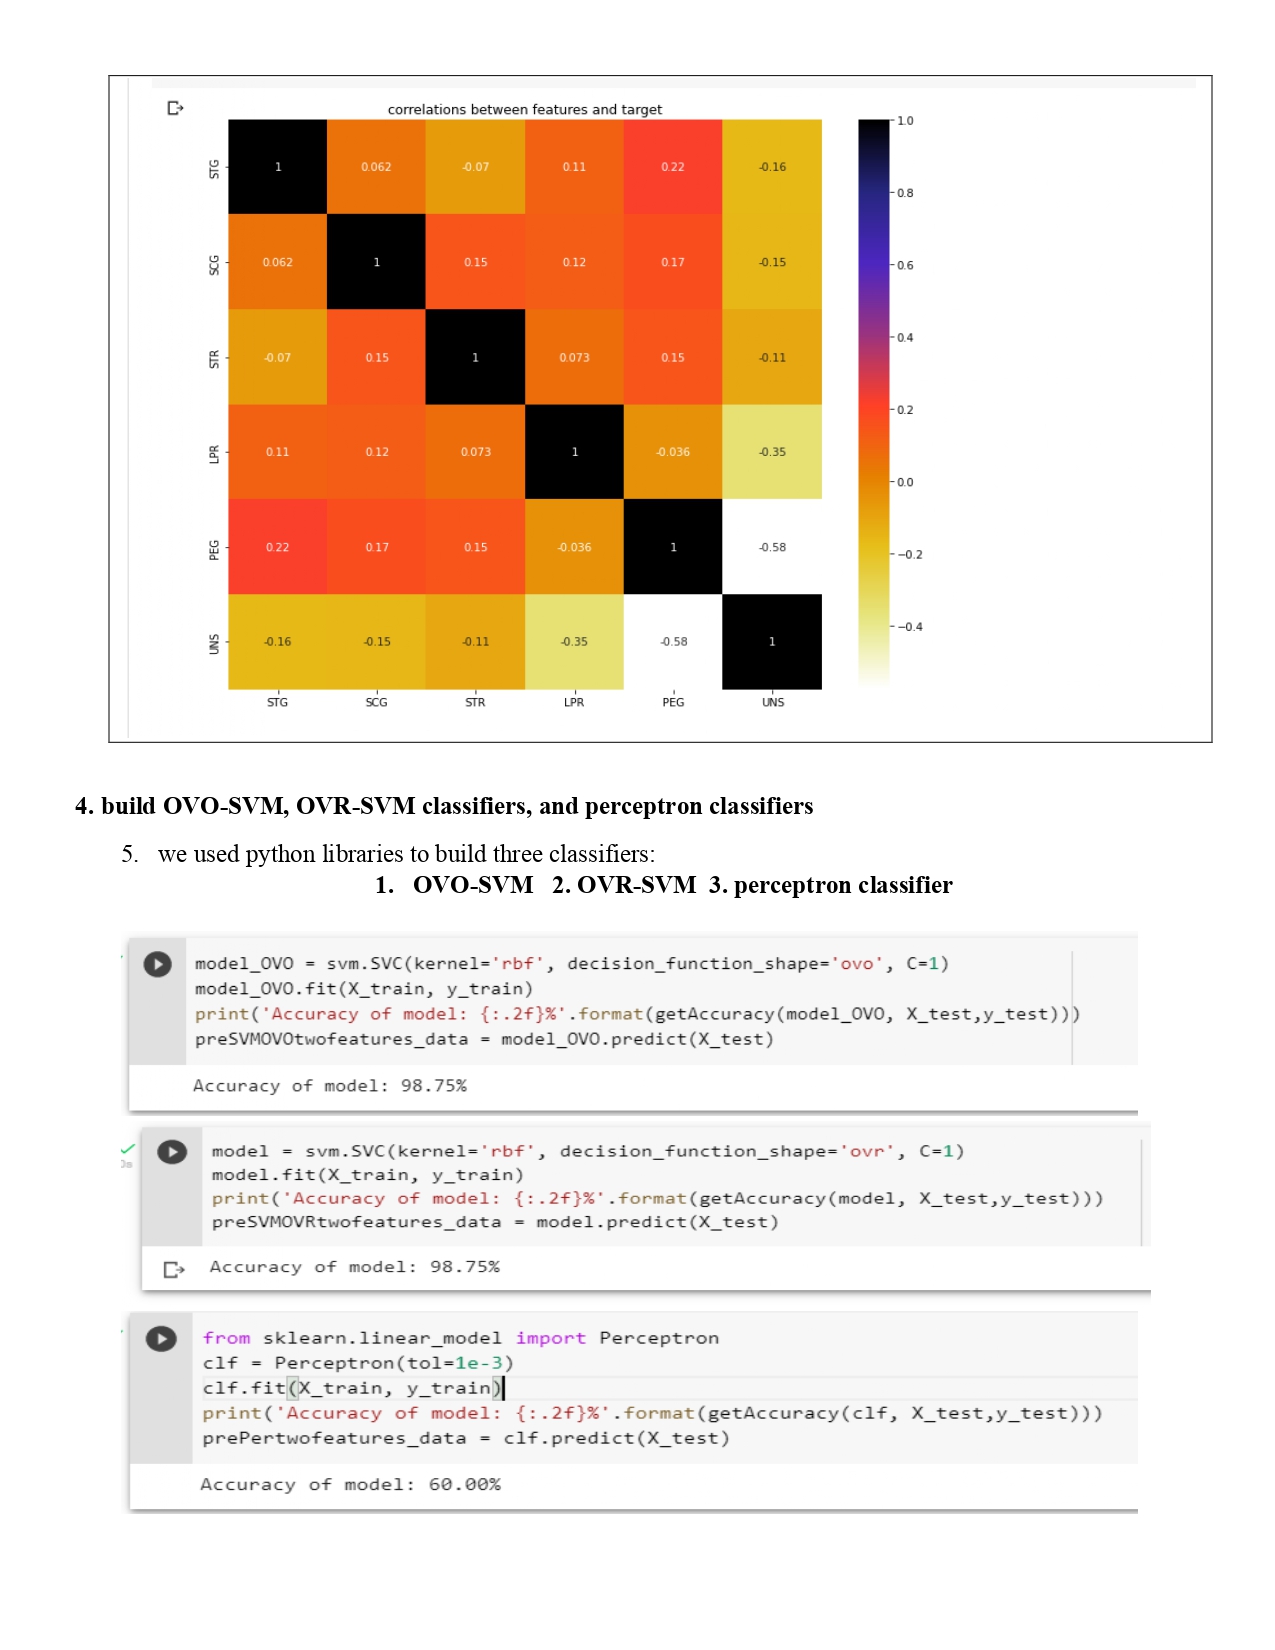 correlations between features and target
STG 1 0.062 -0.07 0.11 0.22 -0.16
SCG 0.062 1 0.15 0.12 0.17 -0.15
STR -0.07 0.15 1 0.073 0.15 -0.11
LPR 0.11 0.12 0.073 1 -0.036 -0.35
PEG 0.22 0.17 0.15 -0.036 1 -0.58
UNS -0.16 -0.15 -0.11 -0.35 -0.58 1
STG SCG STR LPR PEG UNS
1.0
0.8
0.6
0.4
0.2
0.0
−0.2
−0.4
4. build OVO-SVM, OVR-SVM classifiers, and perceptron classifiers
5. we used python libraries to build three classifiers:
1. OVO-SVM 2. OVR-SVM 3. perceptron classifier
model_OVO = svm.SVC(kernel='rbf', decision_function_shape='ovo', C=1)
model_OVO.fit(X_train, y_train)
print('Accuracy of model: {:.2f}%'.format(getAccuracy(model_OVO, X_test,y_test)))
preSVMOVOtwofeatures_data = model_OVO.predict(X_test)
Accuracy of model: 98.75%
0s
model = svm.SVC(kernel='rbf', decision_function_shape='ovr', C=1)
model.fit(X_train, y_train)
print('Accuracy of model: {:.2f}%'.format(getAccuracy(model, X_test,y_test)))
preSVMOVRtwofeatures_data = model.predict(X_test)
Accuracy of model: 98.75%
from sklearn.linear_model import Perceptron
clf = Perceptron(tol=1e-3)
clf.fit(X_train, y_train)
print('Accuracy of model: {:.2f}%'.format(getAccuracy(clf, X_test,y_test)))
prePertwofeatures_data = clf.predict(X_test)
Accuracy of model: 60.00%